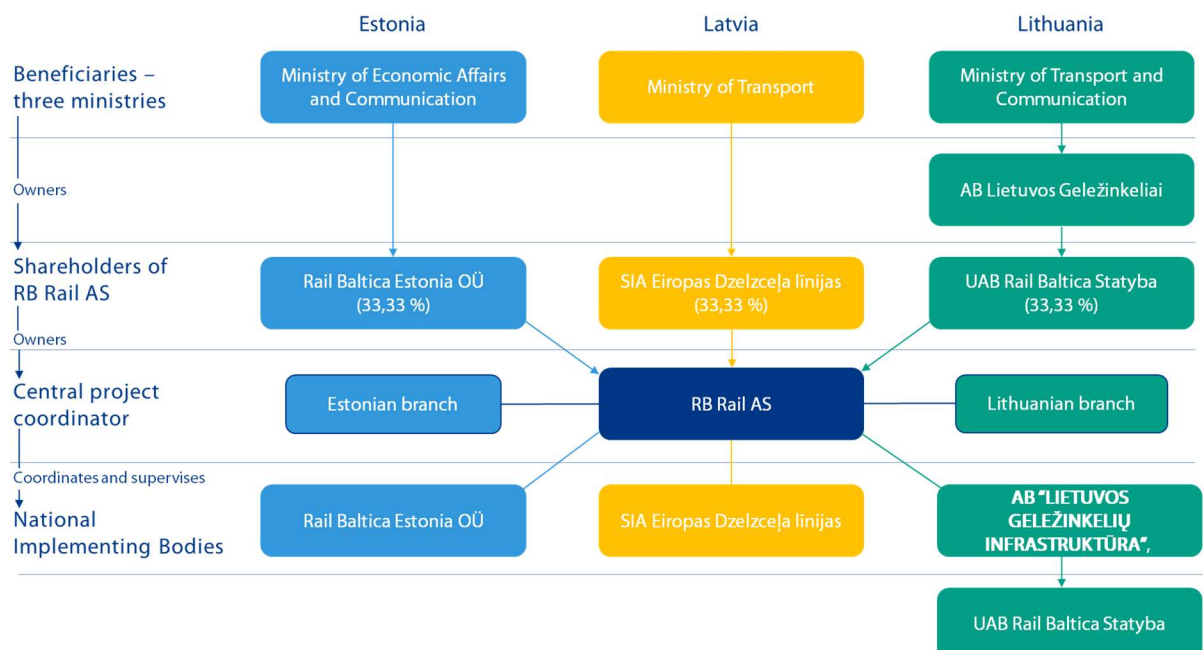 Estonia
Latvia
Lithuania
Beneficiaries –
three ministries
Ministry of Economic Affairs
and Communication
Ministry of Transport
Ministry of Transport and
Communication
Owners
AB Lietuvos Geležinkeliai
Shareholders of
RB Rail AS
Rail Baltica Estonia OÜ
(33,33 %)
SIA Eiropas Dzelzceļa līnijas
(33,33 %)
UAB Rail Baltica Statyba
(33,33 %)
Owners
Central project
coordinator
Estonian branch
RB Rail AS
Lithuanian branch
Coordinates and supervises
National
Implementing Bodies
Rail Baltica Estonia OÜ
SIA Eiropas Dzelzceļa līnijas
AB "LIETUVOS
GELEŽINKELIŲ
INFRASTRUKTŪRA",
UAB Rail Baltica Statyba